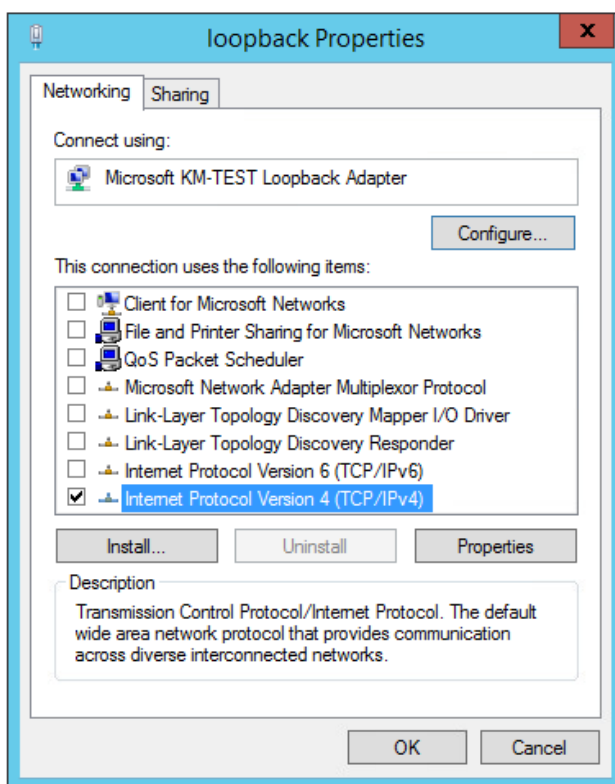 loopback Properties
x
Networking
Sharing
Connect using:
Microsoft KM-TEST Loopback Adapter
Configure...
This connection uses the following items:
Client for Microsoft Networks
File and Printer Sharing for Microsoft Networks
QoS Packet Scheduler
Microsoft Network Adapter Multiplexor Protocol
Link-Layer Topology Discovery Mapper I/O Driver
Link-Layer Topology Discovery Responder
Internet Protocol Version 6 (TCP/IPv6)
Internet Protocol Version 4 (TCP/IPv4)
Install...
Uninstall
Properties
Description
Transmission Control Protocol/Internet Protocol. The default
wide area network protocol that provides communication
across diverse interconnected networks.
OK
Cancel